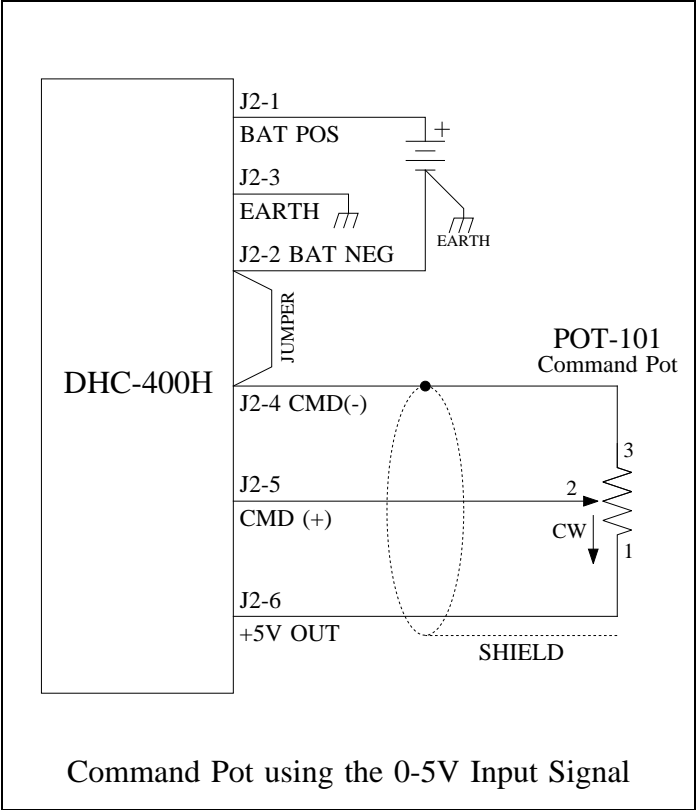 J2-1
BAT POS
+
J2-3
EARTH
EARTH
J2-2 BAT NEG
JUMPER
DHC-400H
POT-101
Command Pot
J2-4 CMD(-)
3
J2-5
2
CMD (+)
CW
1
J2-6
+5V OUT
SHIELD
Command Pot using the 0-5V Input Signal